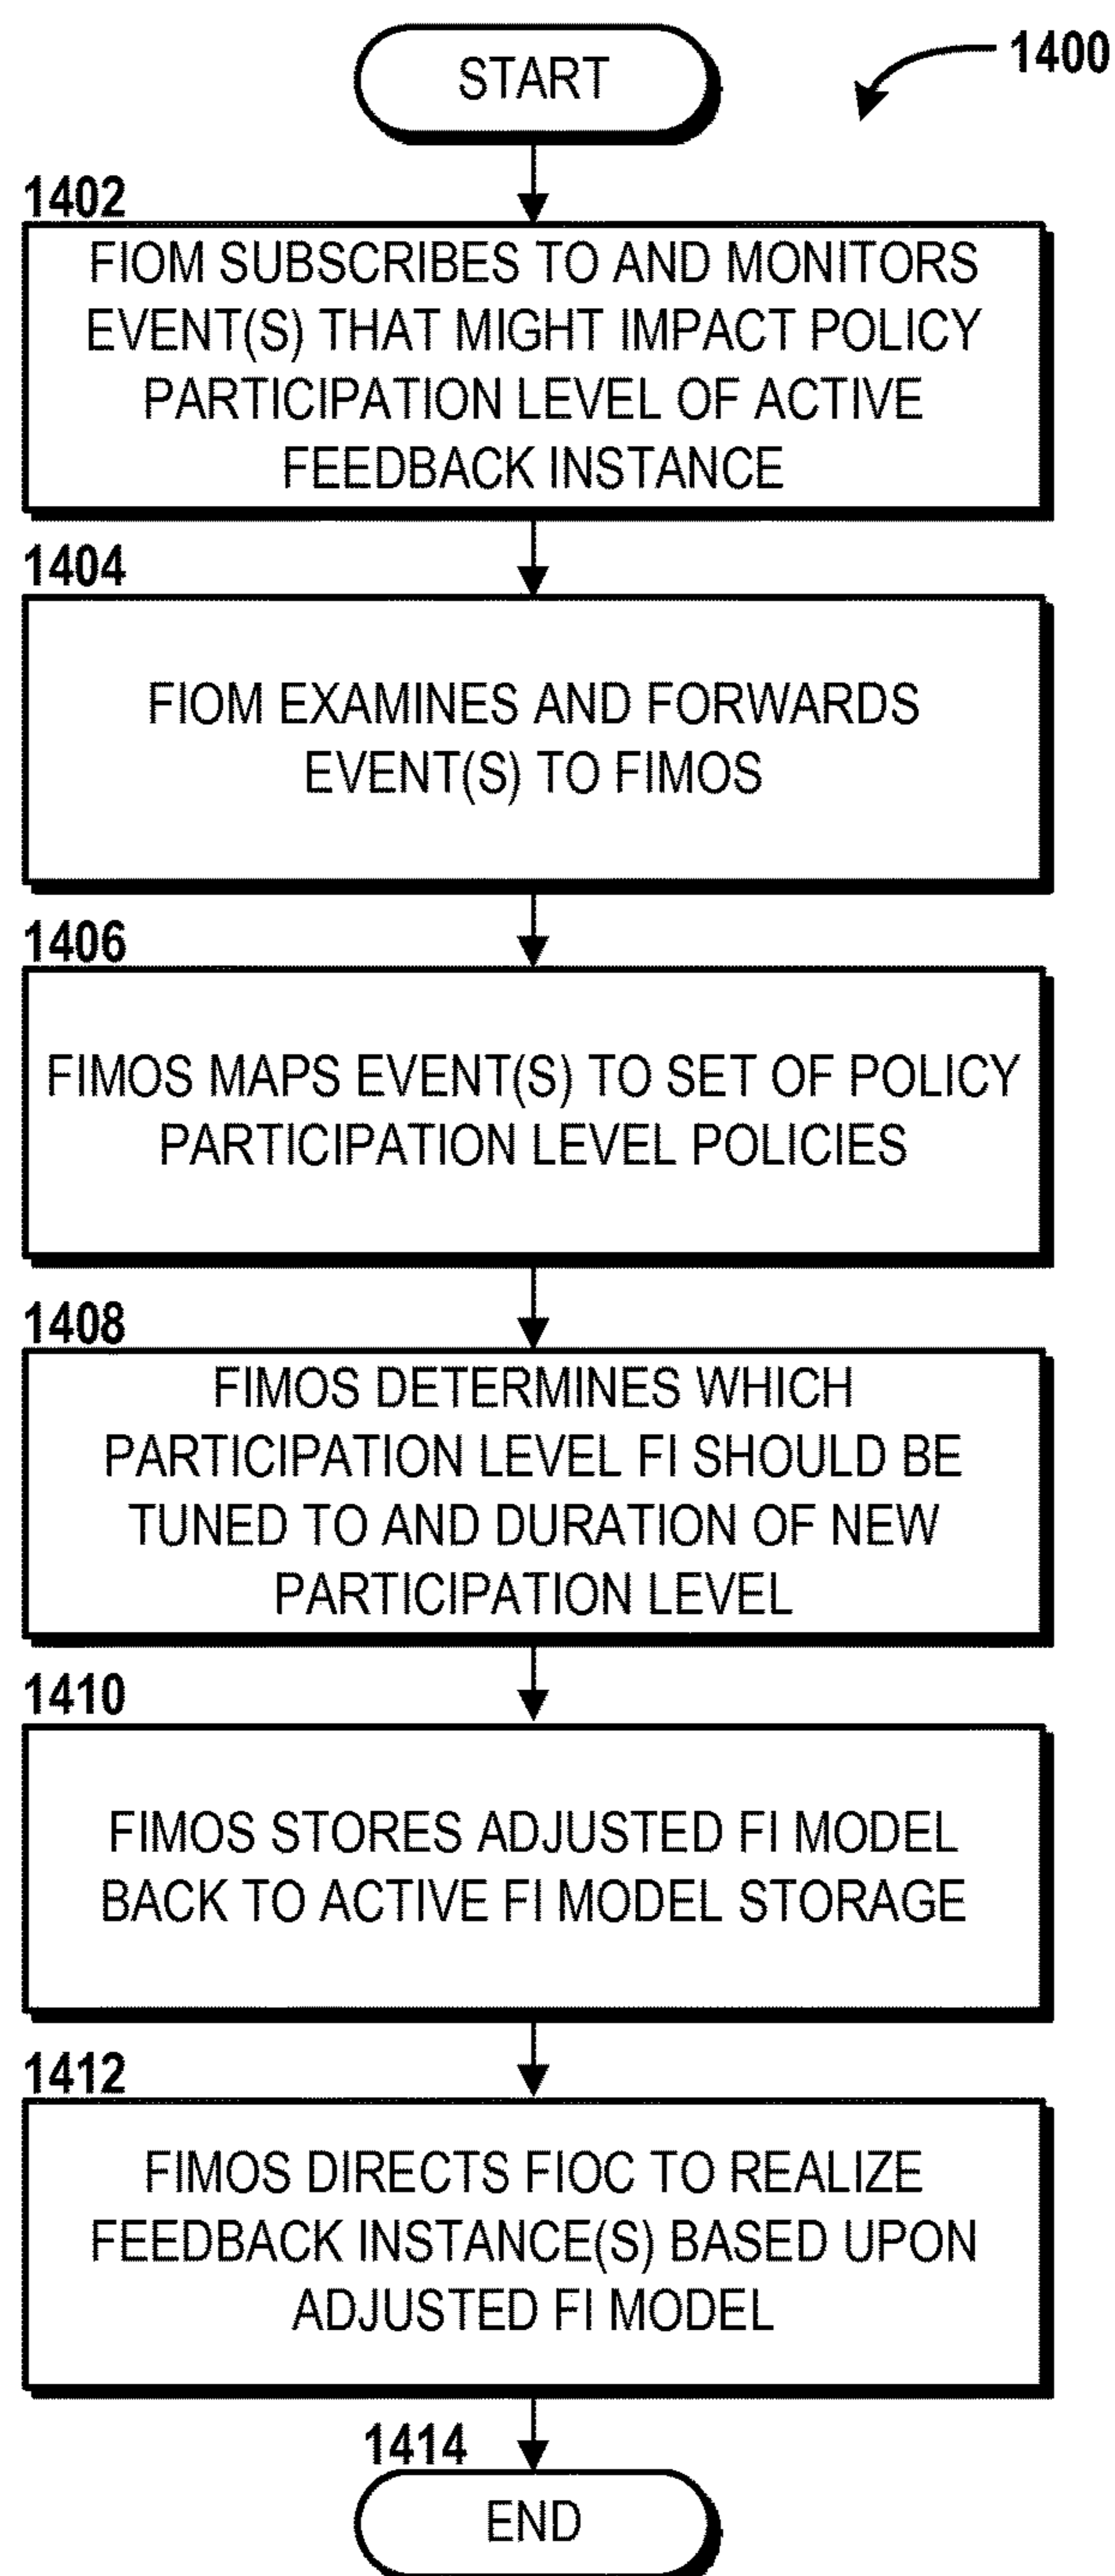 START
1400
1402
FIOM SUBSCRIBES TO AND MONITORS
EVENT(S) THAT MIGHT IMPACT POLICY
PARTICIPATION LEVEL OF ACTIVE
FEEDBACK INSTANCE
1404
FIOM EXAMINES AND FORWARDS
EVENT(S) TO FIMOS
1406
FIMOS MAPS EVENT(S) TO SET OF POLICY
PARTICIPATION LEVEL POLICIES
1408
FIMOS DETERMINES WHICH
PARTICIPATION LEVEL FI SHOULD BE
TUNED TO AND DURATION OF NEW
PARTICIPATION LEVEL
1410
FIMOS STORES ADJUSTED FI MODEL
BACK TO ACTIVE FI MODEL STORAGE
1412
FIMOS DIRECTS FIOC TO REALIZE
FEEDBACK INSTANCE(S) BASED UPON
ADJUSTED FI MODEL
1414
END